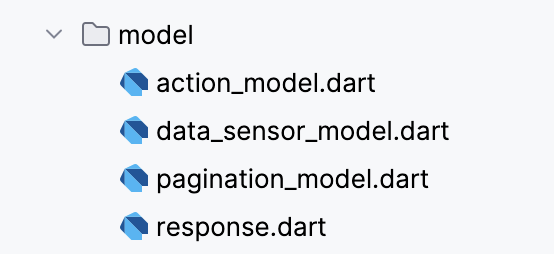 model
action_model.dart
data_sensor_model.dart
pagination_model.dart
response.dart